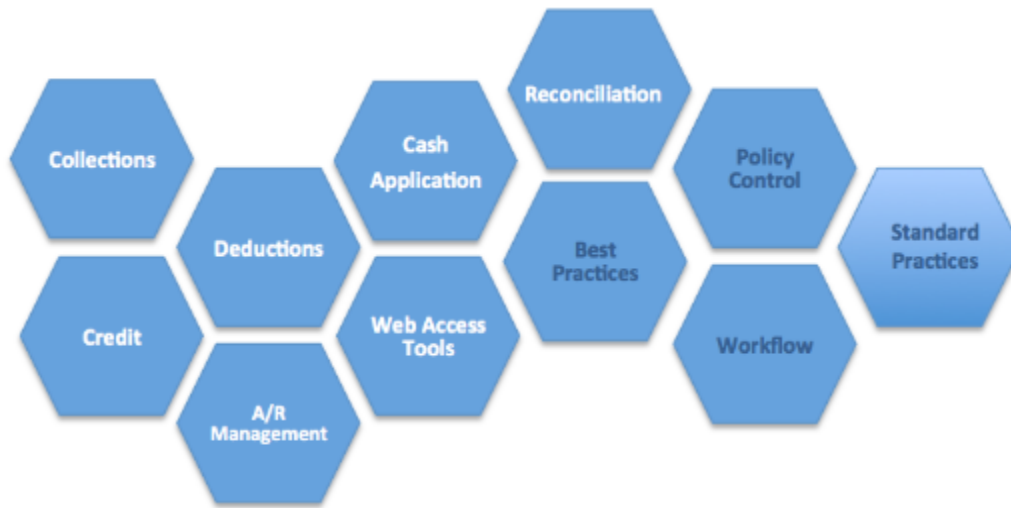 Collections
Credit
Deductions
A/R
Management
Cash
Application
Web Access
Tools
Reconciliation
Best
Practices
Policy
Control
Workflow
Standard
Practices